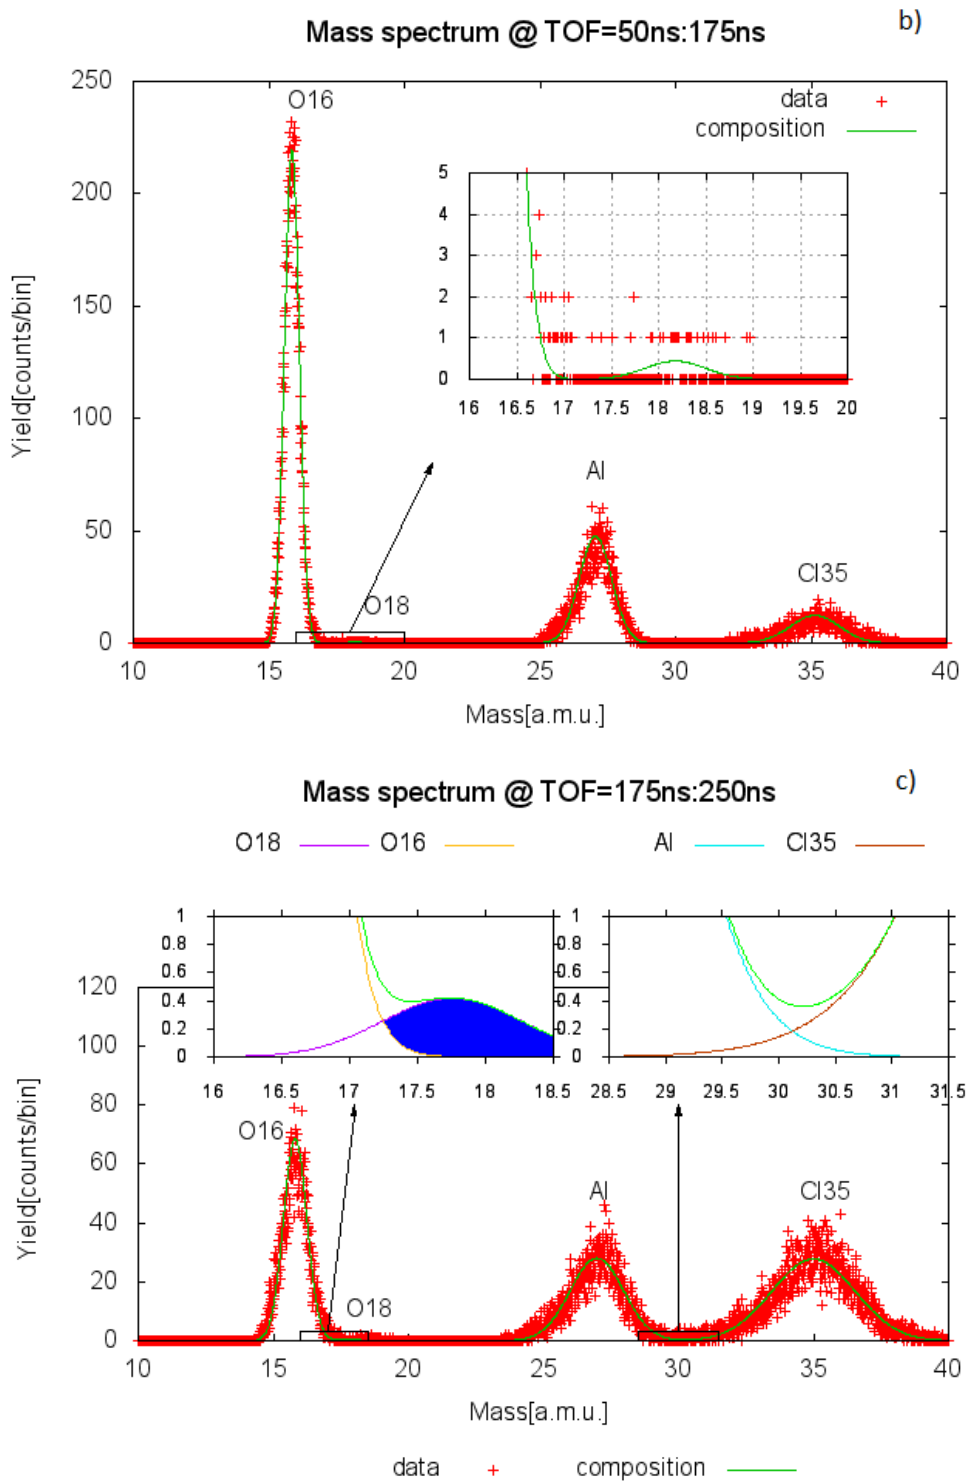 Mass spectrum @ TOF=50ns:175ns
b)
250
200
150
100
50
0
Yield[counts/bin]
O16
data
composition
5
4
3
2
1
0
16 16.5 17 17.5 18 18.5 19 19.5 20
Al
Cl35
O18
10 15 20 25 30 35 40
Mass[a.m.u.]
Mass spectrum @ TOF=175ns:250ns
c)
O18 O16 Al Cl35
1
0.8
0.6
0.4
0.2
0
16 16.5 17 17.5 18 18.5
1
0.8
0.6
0.4
0.2
0
28.5 29 29.5 30 30.5 31 31.5
120
100
80
60
40
20
0
Yield[counts/bin]
O16
Al
Cl35
O18
10 15 20 25 30 35 40
Mass[a.m.u.]
data composition